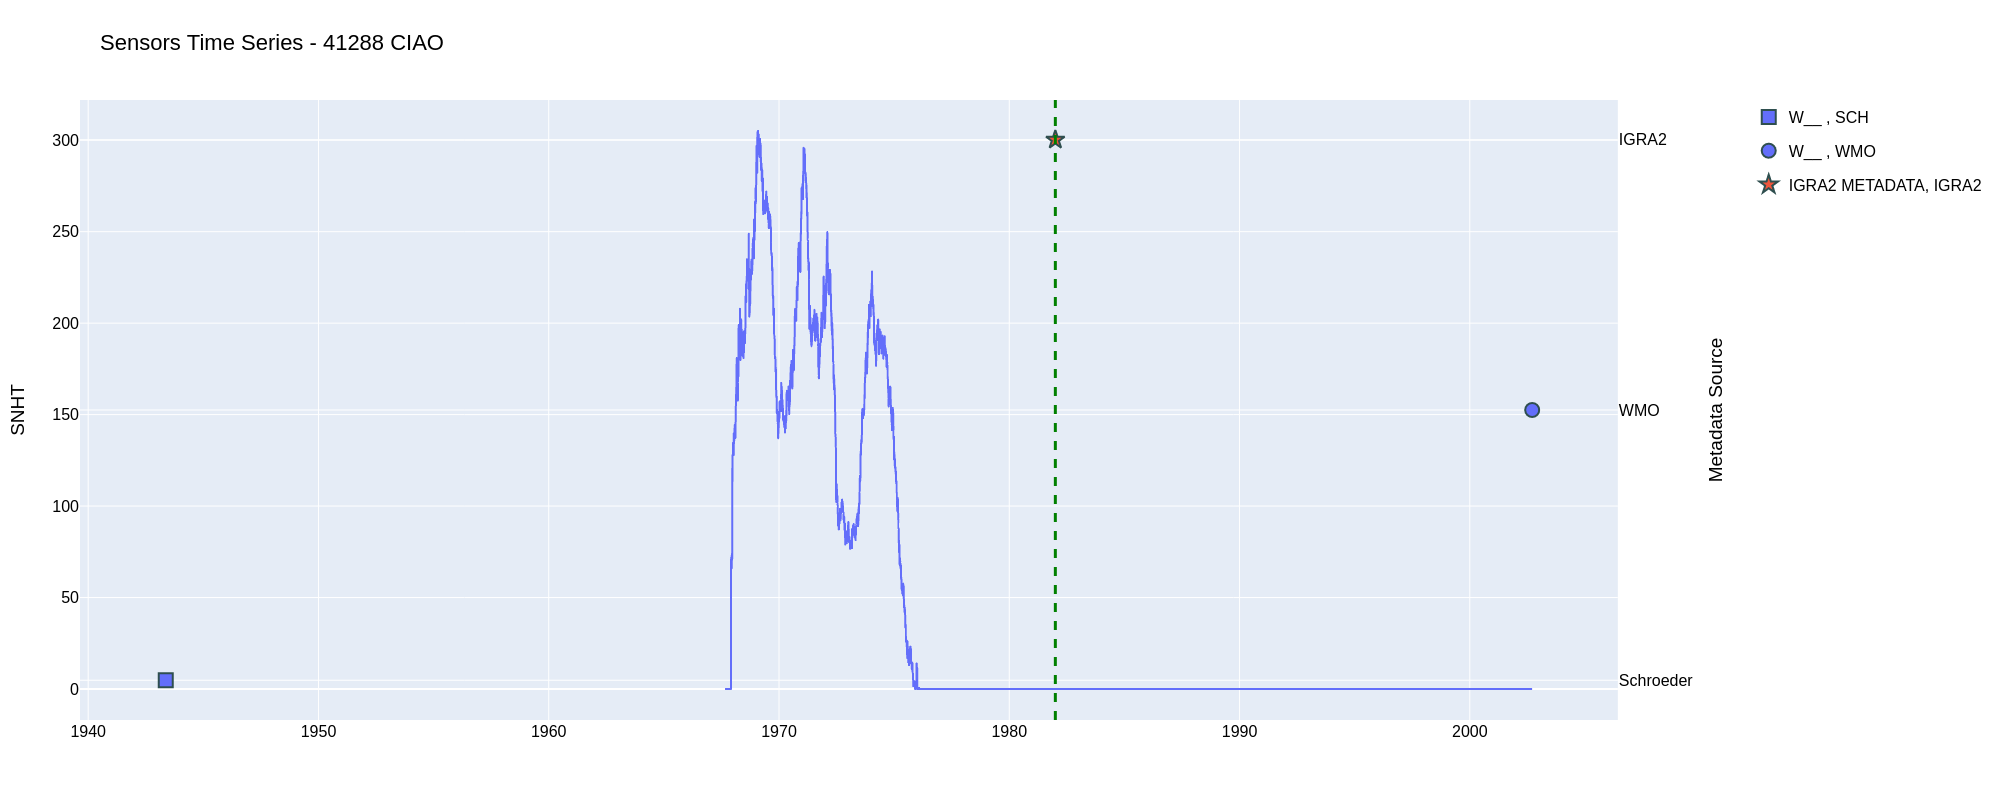 Sensors Time Series - 41288 CIAO
SNHT
300
250
200
150
100
50
0
1940
1950
1960
1970
1980
1990
2000
IGRA2
WMO
Schroeder
Metadata Source
W__ , SCH
W__ , WMO
IGRA2 METADATA, IGRA2